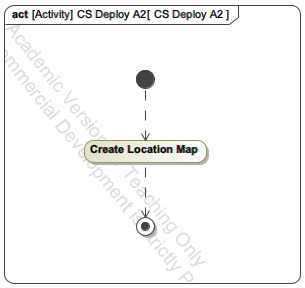 act [Activity] CS Deploy A2[ CS Deploy A2 ]
Academic Version for Teaching Only
Commercial Development is strictly P
Create Location Map